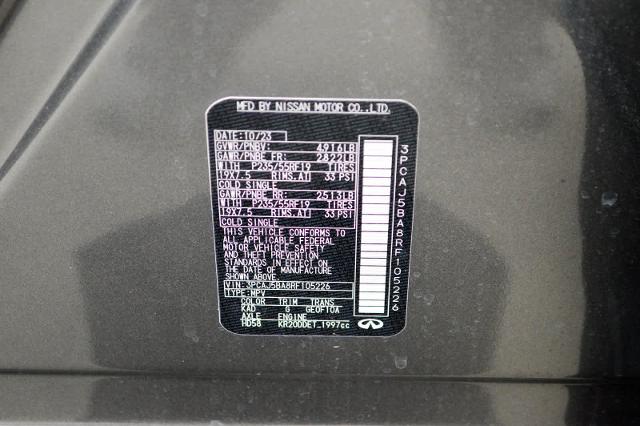 MFD BY NISSAN MOTOR CO.,LTD.
DATE: 10/23
GVWR/PNBV: 4916LB
GAWR/PNBE FR: 2822LB
WITH P235/55RF19 TIRES
19X7.5 RIMS,AT 33 PSI
COLD SINGLE
GAWR/PNBE RR: 2513LB
WITH P235/55RF19 TIRES
19X7.5 RIMS,AT 33 PSI
COLD SINGLE
THIS VEHICLE CONFORMS TO
ALL APPLICABLE FEDERAL
MOTOR VEHICLE SAFETY
AND THEFT PREVENTION
STANDARDS IN EFFECT ON
THE DATE OF MANUFACTURE
SHOWN ABOVE.
VIN: 3PCAJ5BA8RF105226
TYPE: MPV
COLOR TRIM TRANS
KAD G GE0F10A
AXLE ENGINE
HD58 KR20DDET 1997cc
3PCAJ5BA8RF105226